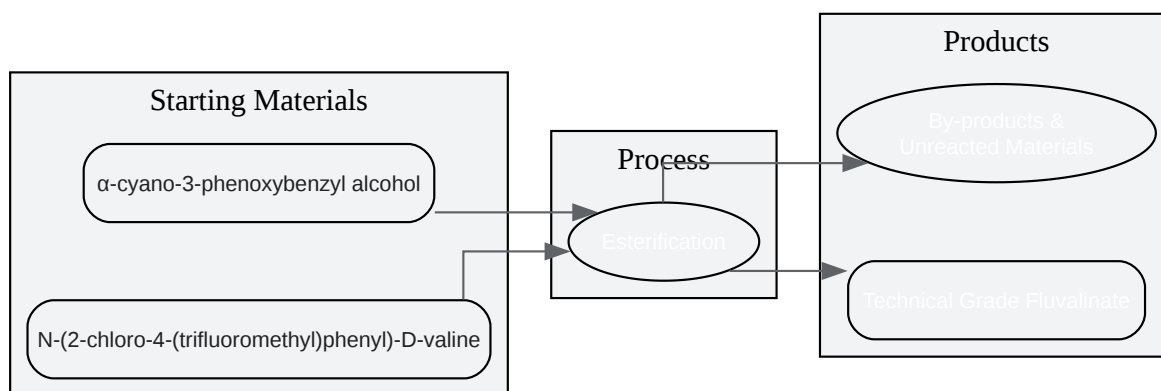 Starting Materials
α-cyano-3-phenoxybenzyl alcohol
N-(2-chloro-4-(trifluoromethyl)phenyl)-D-valine
Process
Esterification
Products
By-products &
Unreacted Materials
Technical Grade Fluvalinate